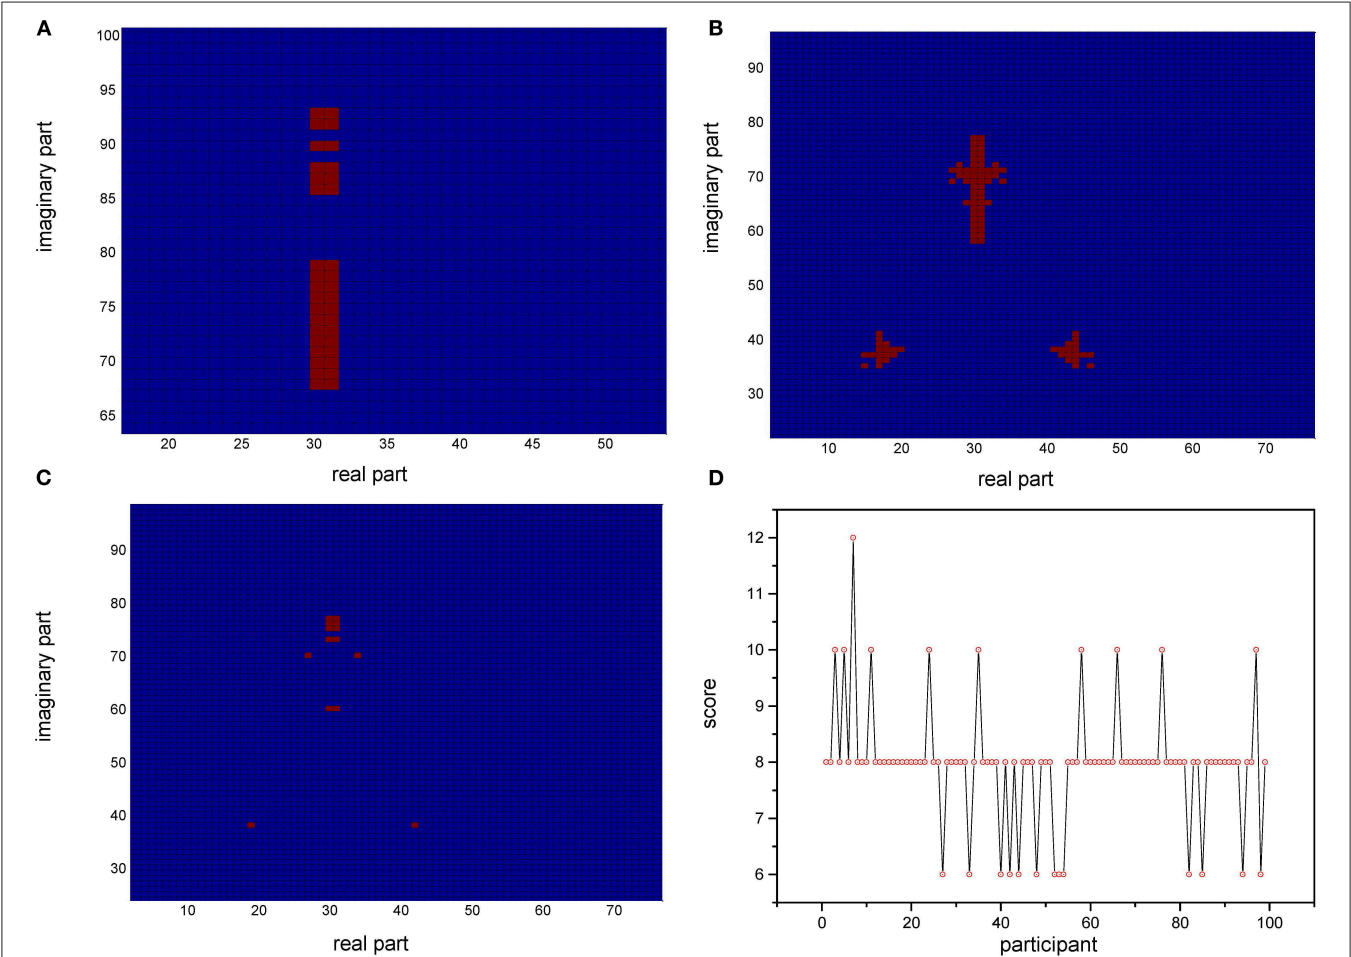 A
100
95
90
85
80
75
70
65
imaginary part
20 25 30 35 40 45 50
real part
B
90
80
70
60
50
40
30
imaginary part
10 20 30 40 50 60 70
real part
C
90
80
70
60
50
40
30
imaginary part
10 20 30 40 50 60 70
real part
D
12
11
10
9
8
7
6
score
0 20 40 60 80 100
participant